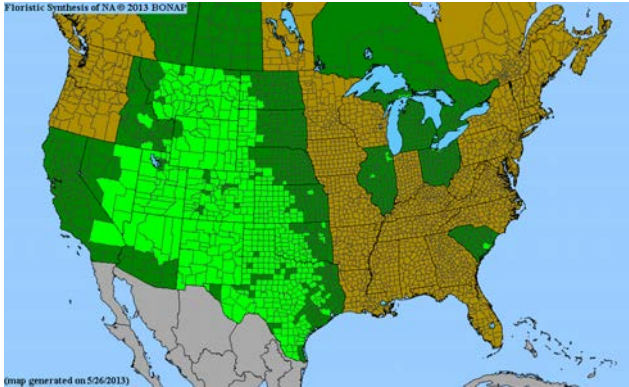 Floristic Synthesis of NA © 2013 BONAP
(map generated on 5/26/2013)